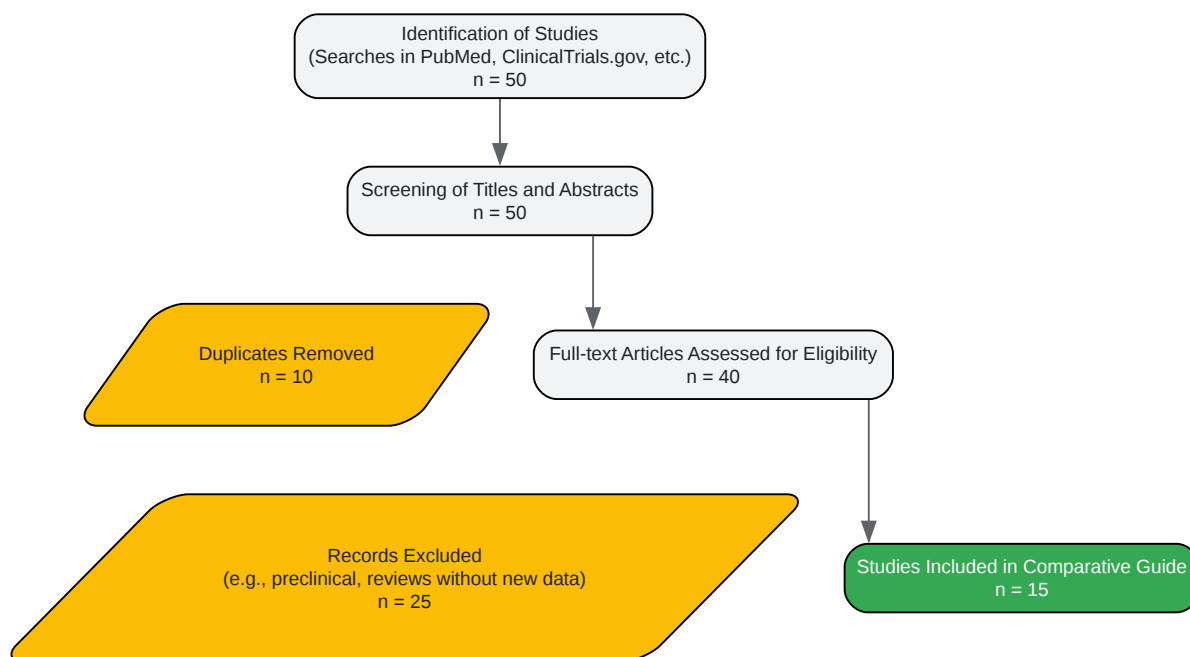 Identification of Studies
(Searches in PubMed, ClinicalTrials.gov, etc.)
n = 50
Screening of Titles and Abstracts
n = 50
Duplicates Removed
n = 10
Full-text Articles Assessed for Eligibility
n = 40
Records Excluded
(e.g., preclinical, reviews without new data)
n = 25
Studies Included in Comparative Guide
n = 15